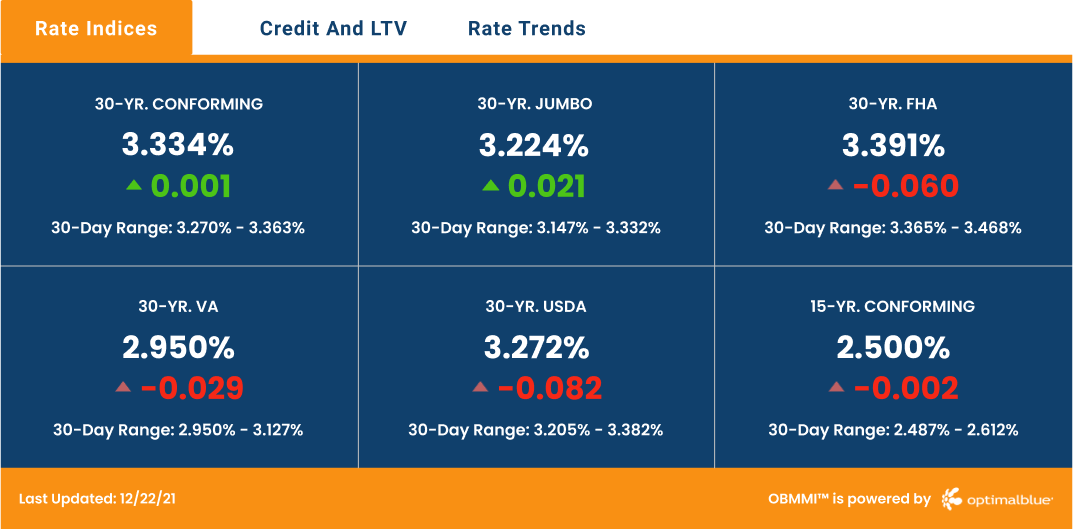 Rate Indices
Credit And LTV
Rate Trends
30-YR. CONFORMING
3.334%
0.001
30-Day Range: 3.270% - 3.363%
30-YR. JUMBO
3.224%
0.021
30-Day Range: 3.147% - 3.332%
30-YR. FHA
3.391%
-0.060
30-Day Range: 3.365% - 3.468%
30-YR. VA
2.950%
-0.029
30-Day Range: 2.950% - 3.127%
30-YR. USDA
3.272%
-0.082
30-Day Range: 3.205% - 3.382%
15-YR. CONFORMING
2.500%
-0.002
30-Day Range: 2.487% - 2.612%
Last Updated: 12/22/21
OBMMI™ is powered by optimalblue